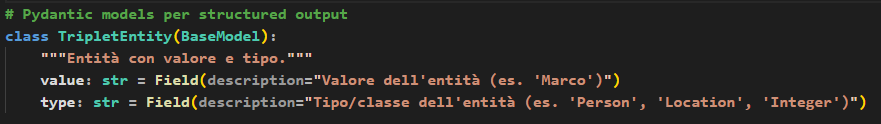 # Pydantic models per structured output
class TripletEntity(BaseModel):
    """Entità con valore e tipo."""
    value: str = Field(description="Valore dell'entità (es. 'Marco')")
    type: str = Field(description="Tipo/classe dell'entità (es. 'Person', 'Location', 'Integer')")